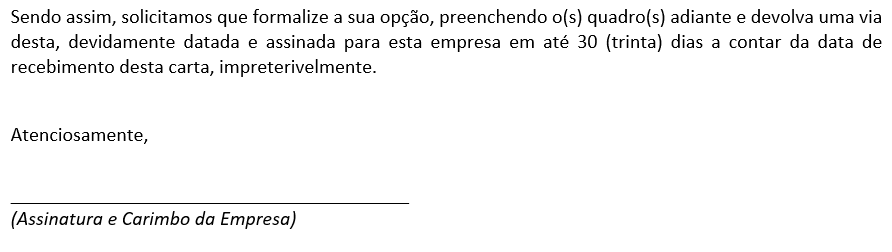 Sendo assim, solicitamos que formalize a sua opção, preenchendo o(s) quadro(s) adiante e devolva uma via
desta, devidamente datada e assinada para esta empresa em até 30 (trinta) dias a contar da data de
recebimento desta carta, impreterivelmente.
Atenciosamente,
(Assinatura e Carimbo da Empresa)